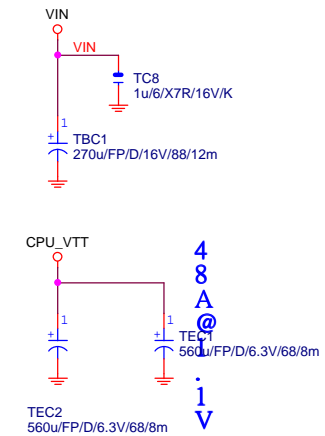 VIN
VIN
TC8
1u/6/X7R/16V/K
1
+
TBC1
270u/FP/D/16V/88/12m
CPU_VTT
48A@1.1V
1
+
1
+
TEC1
560u/FP/D/6.3V/68/8m
TEC2
560u/FP/D/6.3V/68/8m